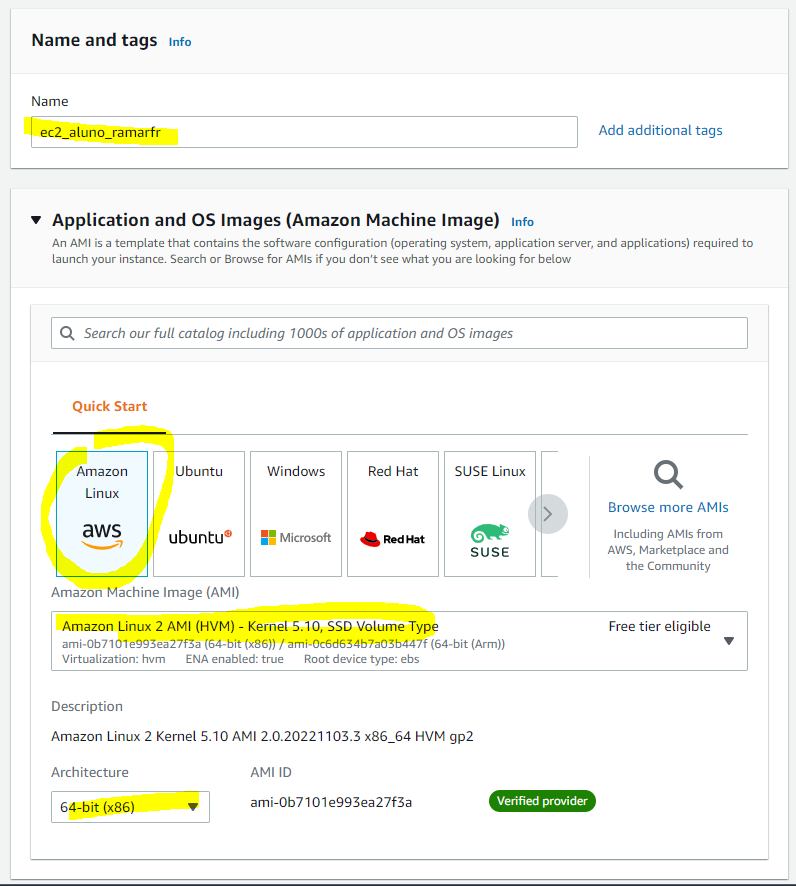 Name and tags Info
Name
ec2_aluno_ramarfr
Add additional tags
Application and OS Images (Amazon Machine Image) Info
An AMI is a template that contains the software configuration (operating system, application server, and applications) required to
launch your instance. Search or Browse for AMIs if you don't see what you are looking for below
Search our full catalog including 1000s of application and OS images
Quick Start
Amazon
Linux
aws
Ubuntu
ubuntu
Windows
Microsoft
Red Hat
Red Hat
SUSE Linux
SUSE
Browse more AMIs
Including AMIs from
AWS, Marketplace and
the Community
Amazon Machine Image (AMI)
Amazon Linux 2 AMI (HVM) - Kernel 5.10, SSD Volume Type
Free tier eligible
ami-0b7101e993ea27f3a (64-bit (x86)) / ami-0c6d634b7a03b447f (64-bit (Arm))
Virtualization: hvm ENA enabled: true Root device type: ebs
Description
Amazon Linux 2 Kernel 5.10 AMI 2.0.20221103.3 x86_64 HVM gp2
Architecture
AMI ID
64-bit (x86)
ami-0b7101e993ea27f3a
Verified provider